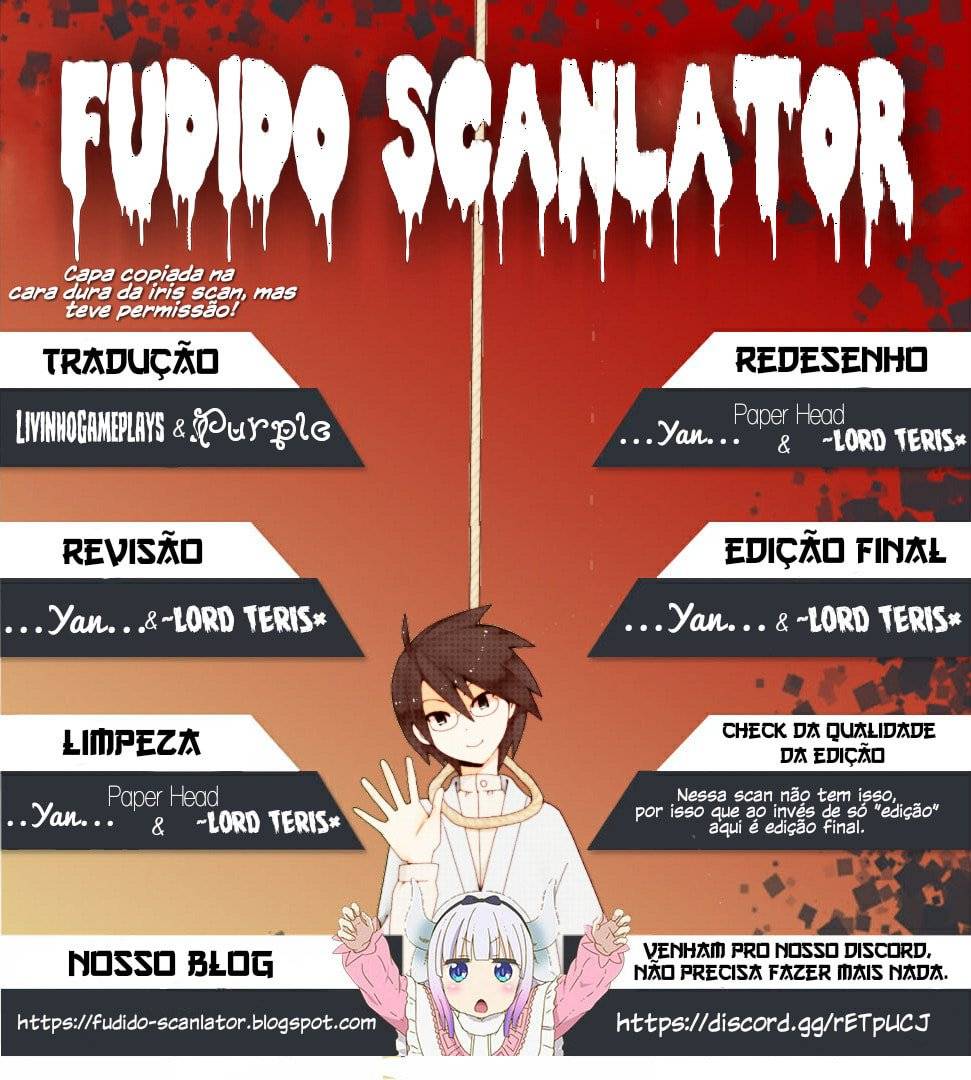 FUDIDO SCANLATOR
Capa copiada na
cara dura da iris scan, mas
teve permissão!
TRADUÇÃO
LIVINHOGAMEPLAYS & Purple
REDESENHO
Paper Head
...Yan... & ~LORD TERIS*
REVISÃO
...Yan...& ~LORD TERIS*
EDIÇÃO FINAL
...Yan... & ~LORD TERIS*
LIMPEZA
Paper Head
..Yan... & ~LORD TERIS*
CHECK DA QUALIDADE
DA EDIÇÃO
Nessa scan não tem isso,
por isso que ao invés de só "edição"
aqui é edição final.
NOSSO BLOG
https://fudido-scanlator.blogspot.com
VENHAM PRO NOSSO DISCORD,
NÃO PRECISA FAZER MAIS NADA.
https://discord.gg/rETpUCJ